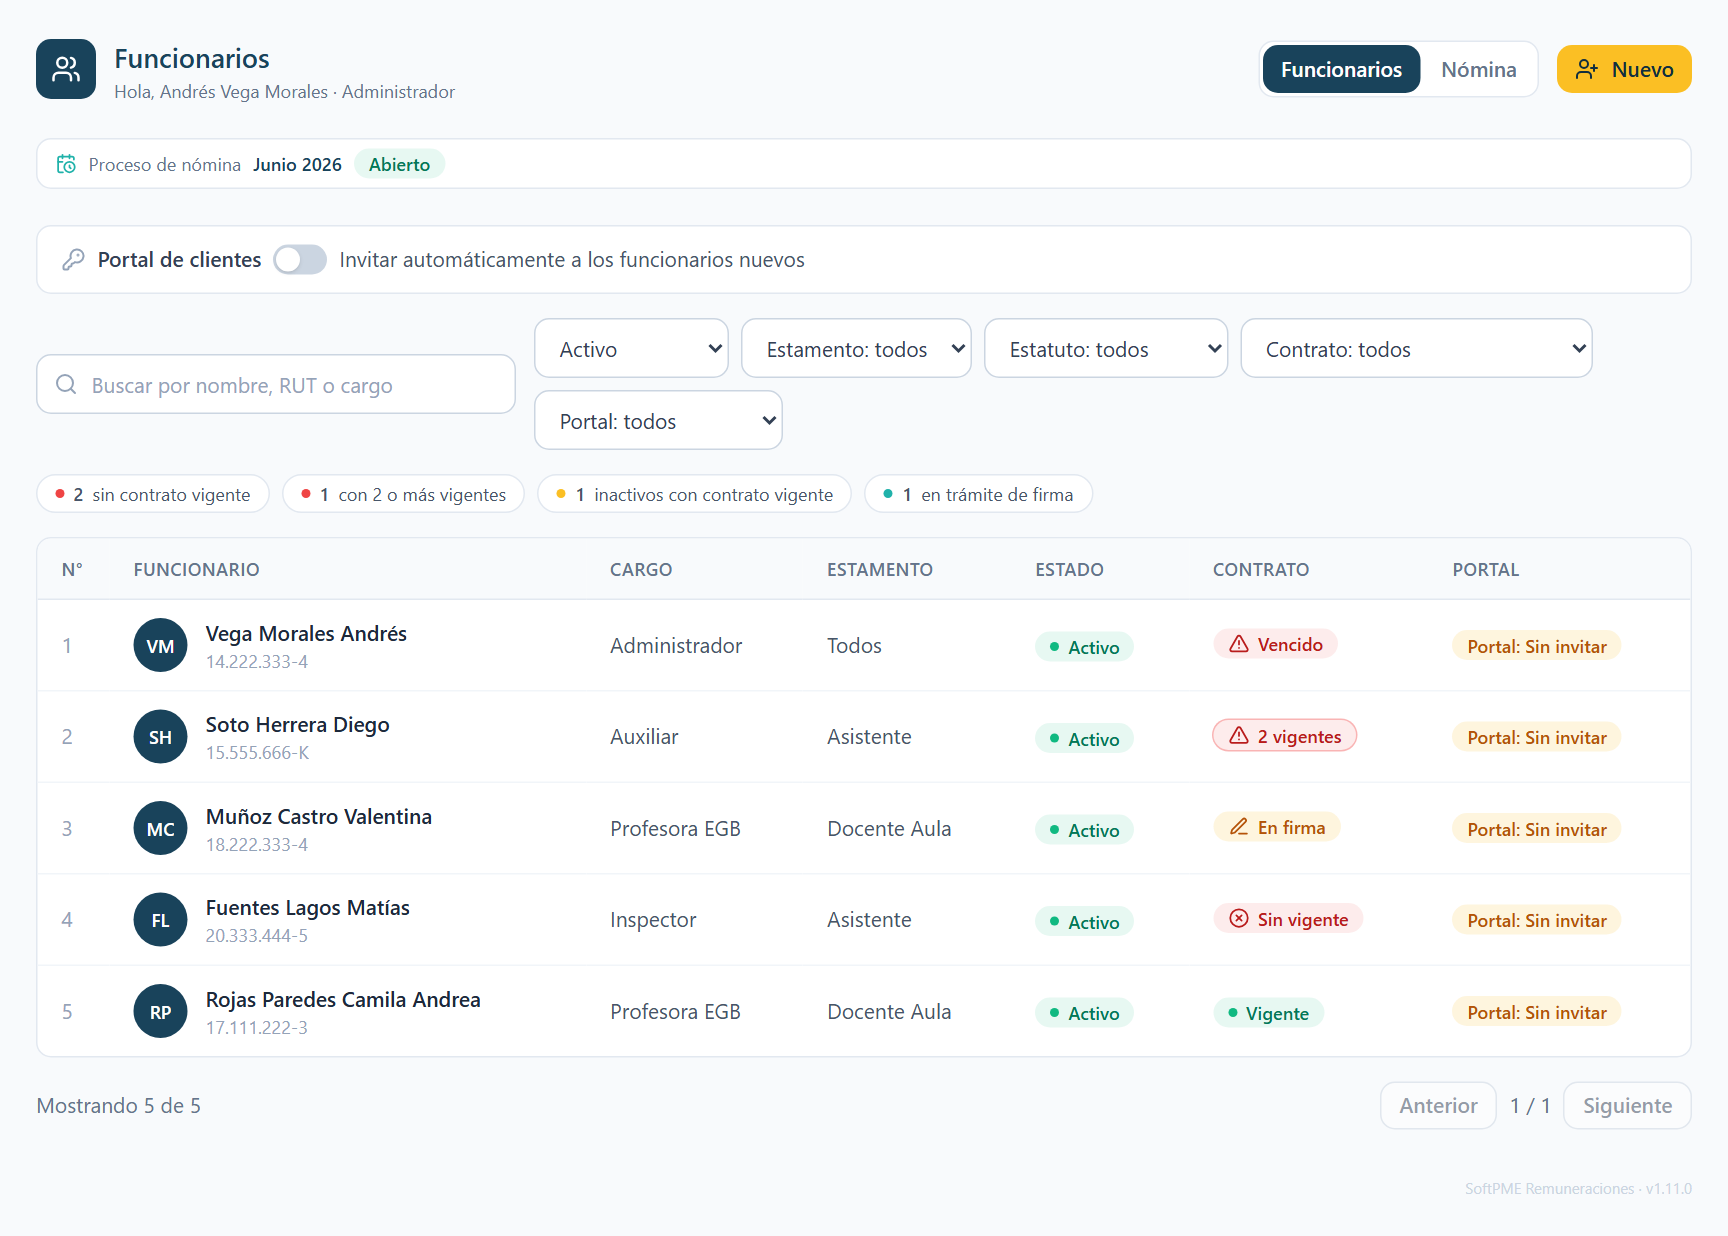 Funcionarios
Hola, Andrés Vega Morales · Administrador
Funcionarios
Nómina
Nuevo
Proceso de nómina Junio 2026 Abierto
Portal de clientes Invitar automáticamente a los funcionarios nuevos
Buscar por nombre, RUT o cargo
Activo
Estamento: todos
Estatuto: todos
Contrato: todos
Portal: todos
2 sin contrato vigente
1 con 2 o más vigentes
1 inactivos con contrato vigente
1 en trámite de firma
N° FUNCIONARIO CARGO ESTAMENTO ESTADO CONTRATO PORTAL
1 VM Vega Morales Andrés Administrador Todos Activo Vencido Portal: Sin invitar
14.222.333-4
2 SH Soto Herrera Diego Auxiliar Asistente Activo 2 vigentes Portal: Sin invitar
15.555.666-K
3 MC Muñoz Castro Valentina Profesora EGB Docente Aula Activo En firma Portal: Sin invitar
18.222.333-4
4 FL Fuentes Lagos Matías Inspector Asistente Activo Sin vigente Portal: Sin invitar
20.333.444-5
5 RP Rojas Paredes Camila Andrea Profesora EGB Docente Aula Activo Vigente Portal: Sin invitar
17.111.222-3
Mostrando 5 de 5
Anterior 1 / 1 Siguiente
SoftPME Remuneraciones · v1.11.0